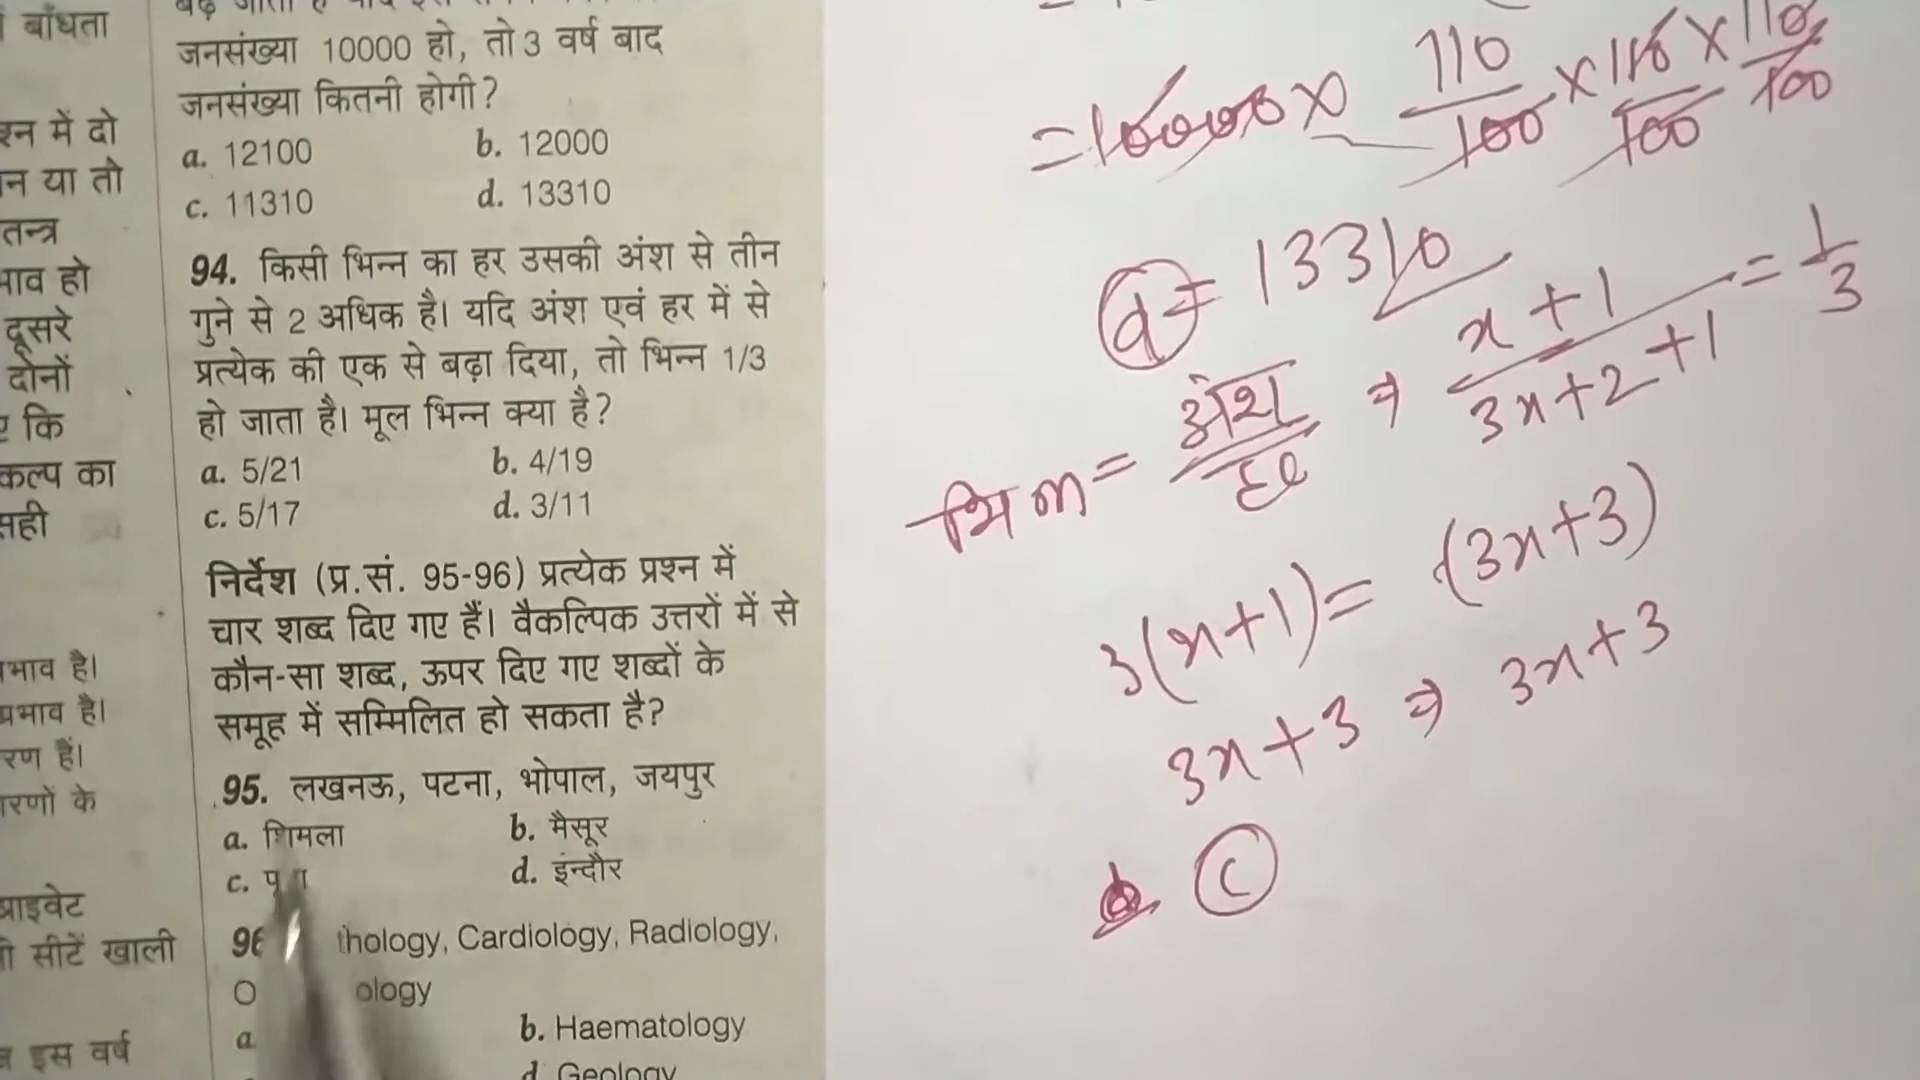 बाँधता
जनसंख्या 10000 हो, तो 3 वर्ष बाद
जनसंख्या कितनी होगी?
में दो
a. 12100 b. 12000
या तो
c. 11310 d. 13310
तन्त्र
94. किसी भिन्न का हर उसकी अंश से तीन
हो
गुने से 2 अधिक है। यदि अंश एवं हर में से
दूसरे
प्रत्येक की एक से बढ़ा दिया, तो भिन्न 1/3
दोनों
हो जाता है। मूल भिन्न क्या है?
कि
a. 5/21 b. 4/19
का
c. 5/17 d. 3/11
सही
निर्देश (प्र.सं. 95-96) प्रत्येक प्रश्न में
चार शब्द दिए गए हैं। वैकल्पिक उत्तरों में से
कौन-सा शब्द, ऊपर दिए गए शब्दों के
है।
समूह में सम्मिलित हो सकता है?
है।
हैं।
95. लखनऊ, पटना, भोपाल, जयपुर
के
a. शिमला b. मैसूर
c. d. इन्दौर
प्राइवेट
thology, Cardiology, Radiology,
सीटें खाली
ology
b. Haematology
इस वर्ष
a
d. Geology
=10000 × 110/100 × 110/100 × 110/100
(d) = 13310
भिन्न = अंश/हर ⇒ x+1/3x+2+1 = 1/3
3(x+1) = (3x+3)
3x+3 ⇒ 3x+3
(c)